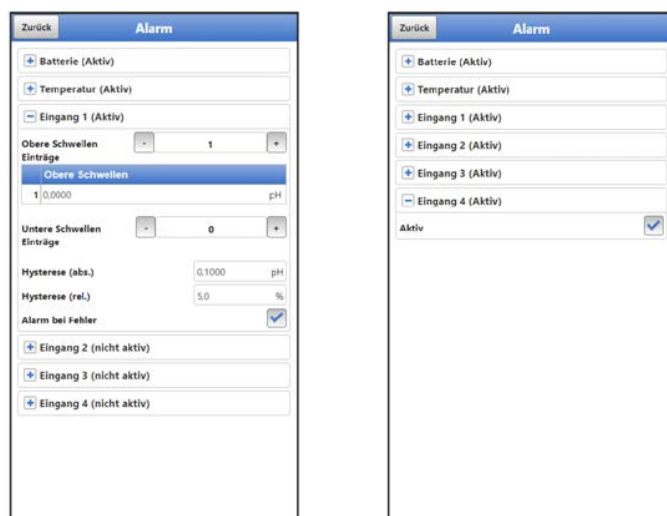 Zurück
Alarm
Batterie (Aktiv)
Temperatur (Aktiv)
Eingang 1 (Aktiv)
Obere Schwellen - 1 +
Einträge
Obere Schwellen
1 0,0000 pH
Untere Schwellen - 0 +
Einträge
Hysterese (abs.) 0,1000 pH
Hysterese (rel.) 5,0 %
Alarm bei Fehler
Eingang 2 (nicht aktiv)
Eingang 3 (nicht aktiv)
Eingang 4 (nicht aktiv)
Zurück
Alarm
Batterie (Aktiv)
Temperatur (Aktiv)
Eingang 1 (Aktiv)
Eingang 2 (Aktiv)
Eingang 3 (Aktiv)
Eingang 4 (Aktiv)
Aktiv